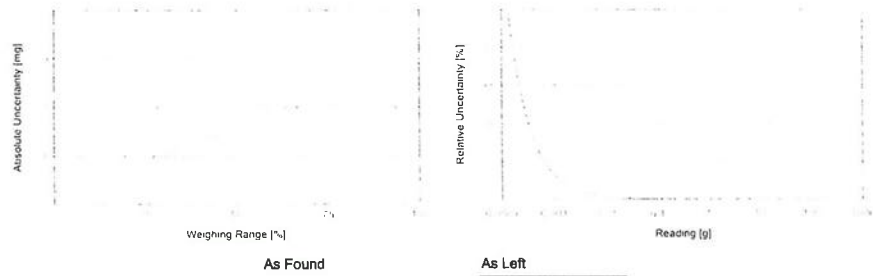 Absolute Uncertainty [mg]
Weighing Range [%]
Relative Uncertainty [%]
Reading [g]
As Found
As Left